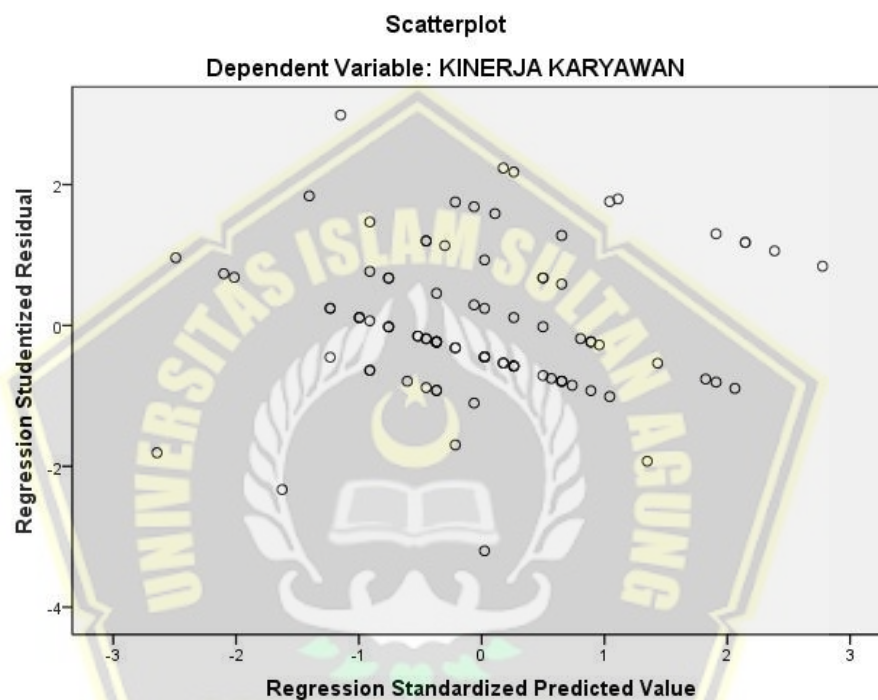 Scatterplot
Dependent Variable: KINERJA KARYAWAN
Regression Studentized Residual
2
0
-2
-4
-3
-2
-1
0
1
2
3
Regression Standardized Predicted Value
UNIVERSITAS ISLAM SULTAN AGUNG